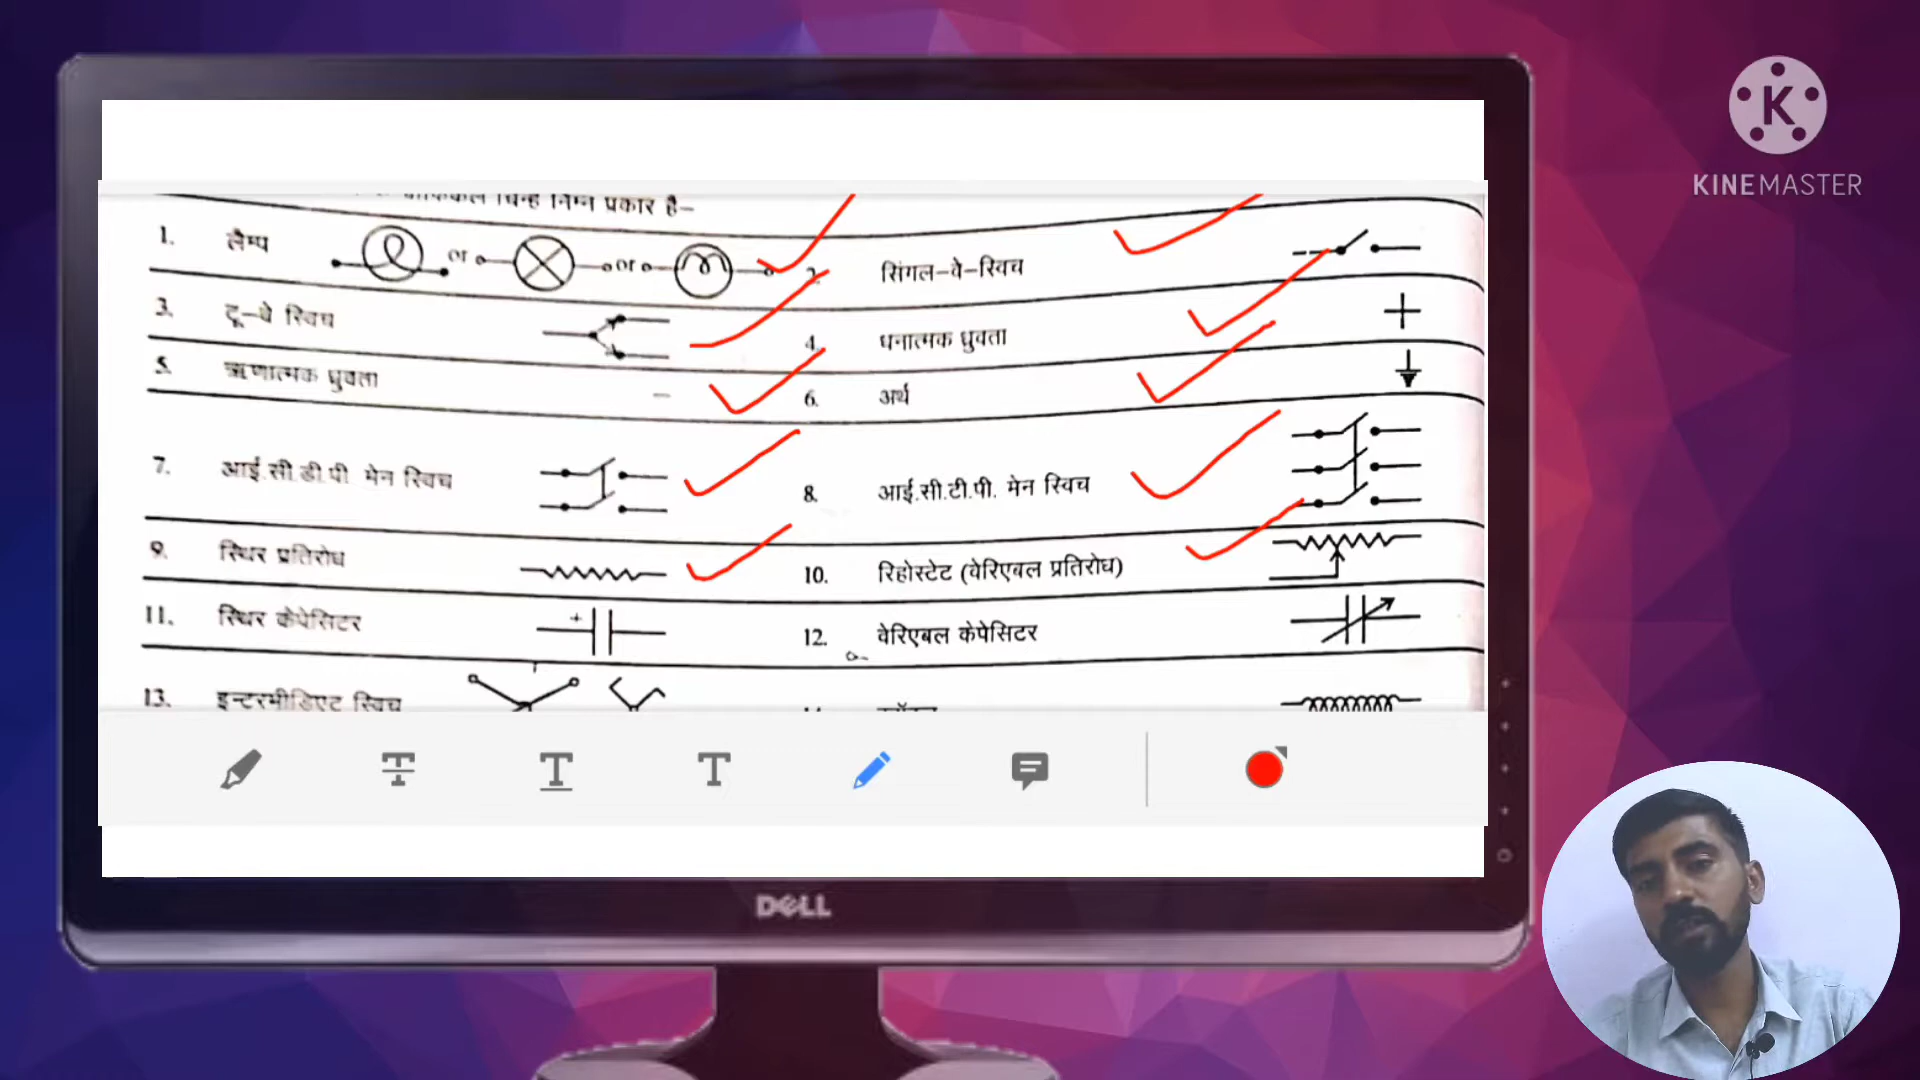 चिन्ह निम्न प्रकार है–
1. लैम्प or or
2. सिंगल-वे-स्विच
3. टू-वे स्विच
4. धनात्मक ध्रुवता +
5. ऋणात्मक ध्रुवता –
6. अर्थ
7. आई.सी.डी.पी. मेन स्विच
8. आई.सी.टी.पी. मेन स्विच
9. स्थिर प्रतिरोध
10. रिहोस्टेट (वेरिएबल प्रतिरोध)
11. स्थिर केपेसिटर +
12. वेरिएबल केपेसिटर
13. इन्टरमीडिएट स्विच
T T T
DELL
K
KINEMASTER